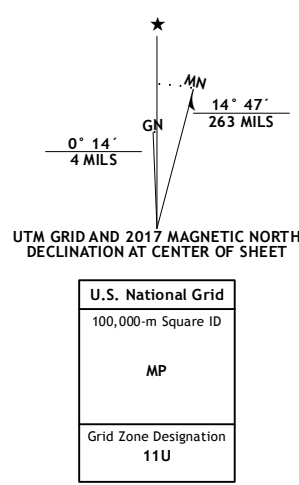 ★
MN
GN
14° 47´
263 MILS
0° 14´
4 MILS
UTM GRID AND 2017 MAGNETIC NORTH
DECLINATION AT CENTER OF SHEET
U.S. National Grid
100,000-m Square ID
MP
Grid Zone Designation
11U